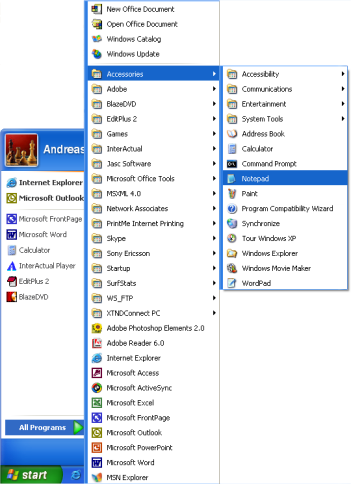 New Office Document
Open Office Document
Windows Catalog
Windows Update
Accessories
Adobe
BlazeDVD
EditPlus 2
Games
InterActual
Jasc Software
Microsoft Office Tools
MSXML 4.0
Network Associates
PrintMe Internet Printing
Skype
Sony Ericsson
Startup
SurfStats
WS_FTP
XTNDConnect PC
Adobe Photoshop Elements 2.0
Adobe Reader 6.0
Internet Explorer
Microsoft Access
Microsoft ActiveSync
Microsoft Excel
Microsoft FrontPage
Microsoft Outlook
Microsoft PowerPoint
Microsoft Word
MSN Explorer
Accessibility
Communications
Entertainment
System Tools
Address Book
Calculator
Command Prompt
Notepad
Paint
Program Compatibility Wizard
Synchronize
Tour Windows XP
Windows Explorer
Windows Movie Maker
WordPad
Andreas
Internet Explorer
Microsoft Outlook
Microsoft FrontPage
Microsoft Word
Calculator
InterActual Player
EditPlus 2
BlazeDVD
All Programs
start